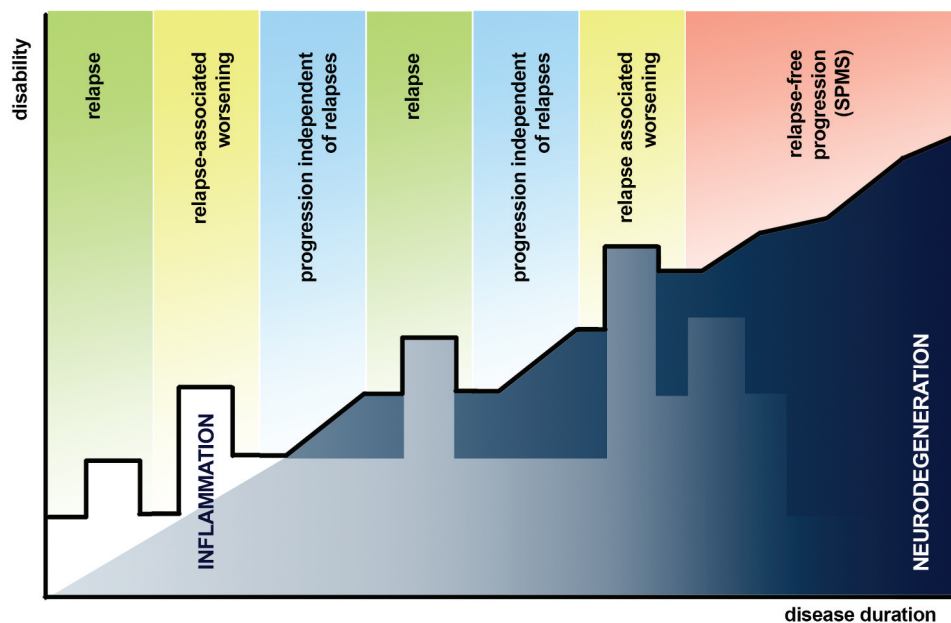 disability
relapse
relapse-associated
worsening
progression independent
of relapses
relapse
progression independent
of relapses
relapse associated
worsening
relapse-free
progression
(SPMS)
INFLAMMATION
NEURODEGENERATION
disease duration